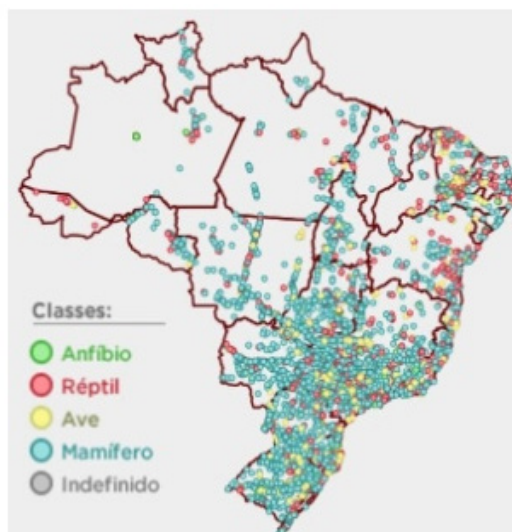 Classes:
Anfíbio
Réptil
Ave
Mamífero
Indefinido